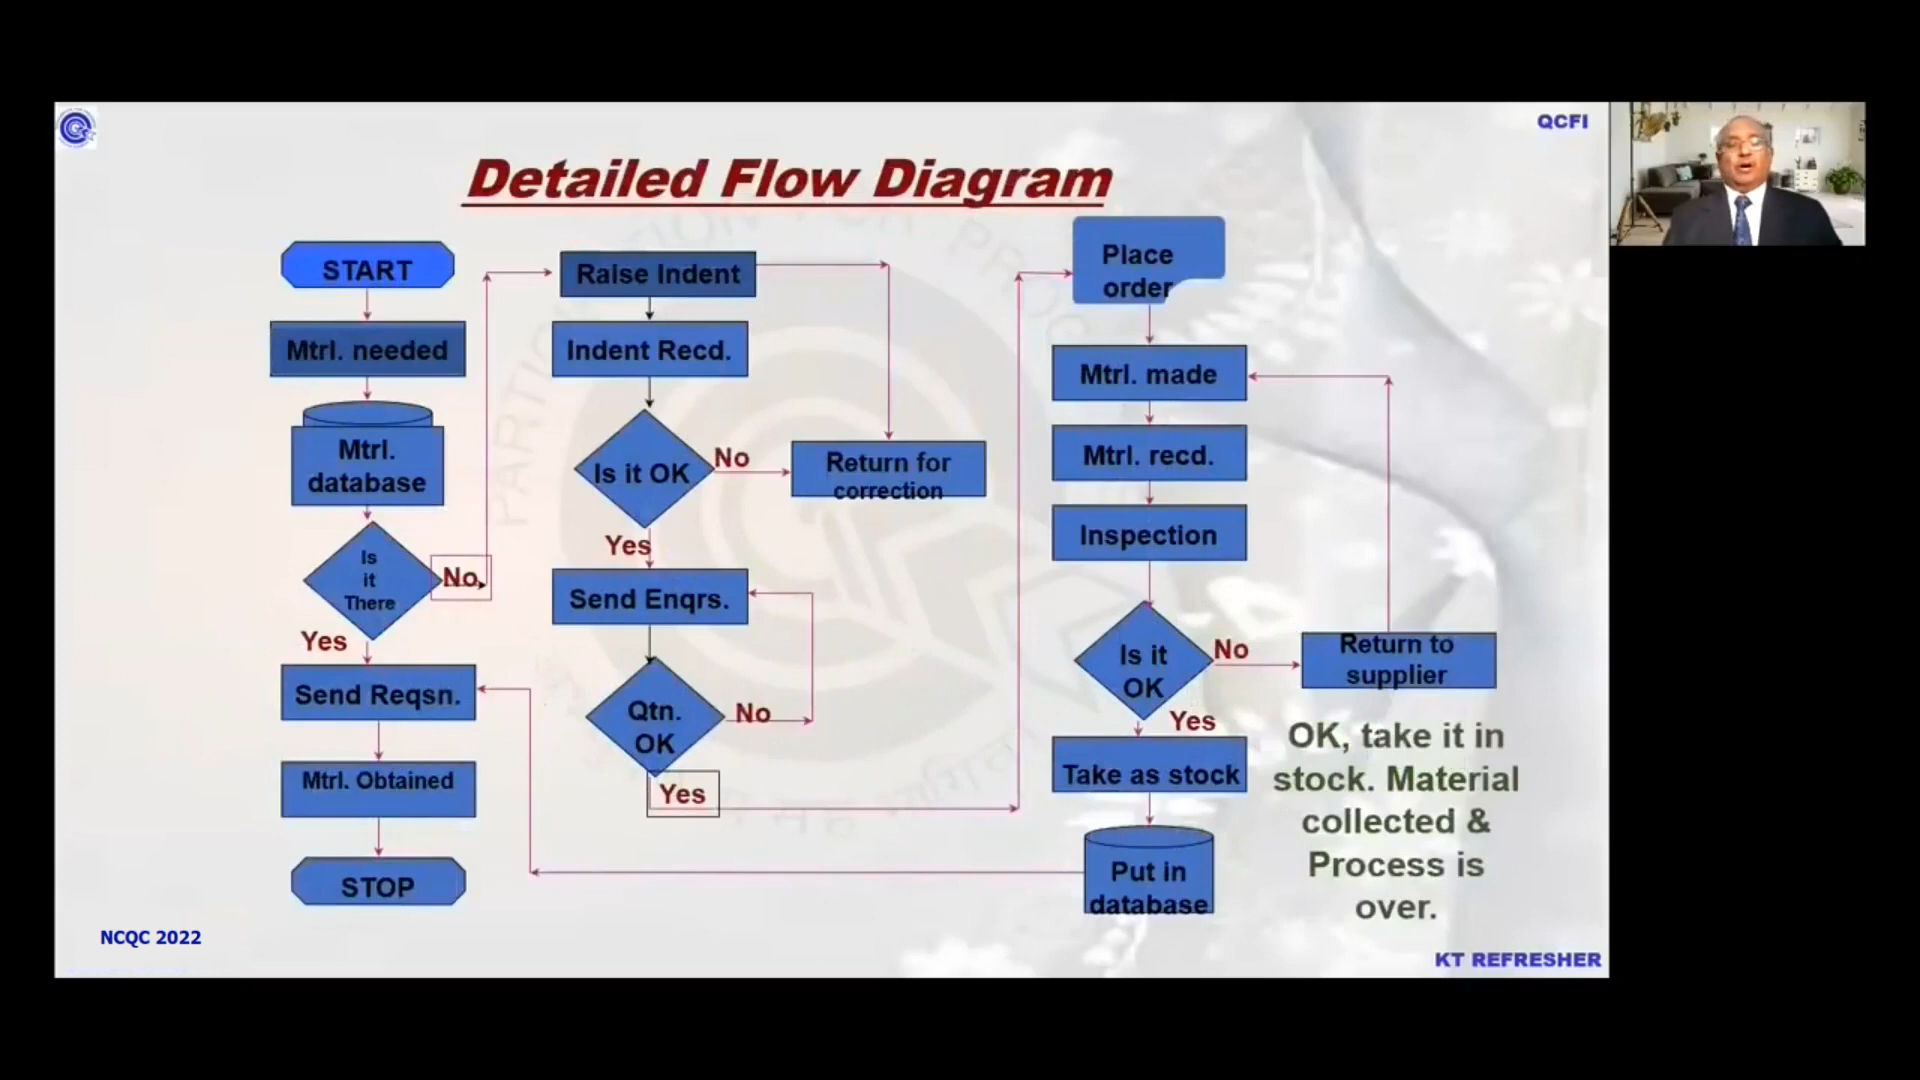 QCFI
Detailed Flow Diagram
START
Mtrl. needed
Mtrl.
database
Is
it
There
No
Yes
Send Reqsn.
Mtrl. Obtained
STOP
Raise Indent
Indent Recd.
Is it OK
No
Return for
correction
Yes
Send Enqrs.
Qtn.
OK
No
Yes
Place
order
Mtrl. made
Mtrl. recd.
Inspection
Is it
OK
No
Return to
supplier
Yes
Take as stock
Put in
database
OK, take it in
stock. Material
collected &
Process is
over.
NCQC 2022
KT REFRESHER